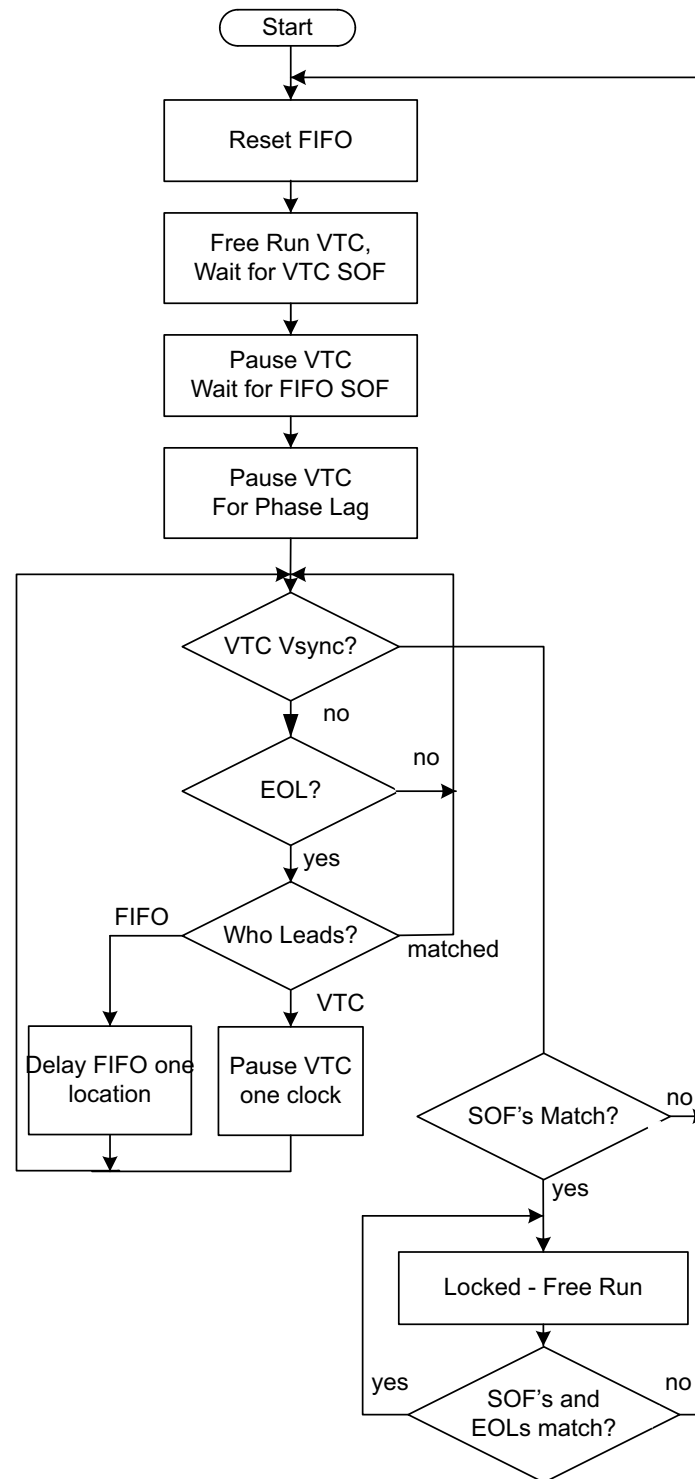 Start
Reset FIFO
Free Run VTC,
Wait for VTC SOF
Pause VTC
Wait for FIFO SOF
Pause VTC
For Phase Lag
VTC Vsync?
no
EOL?
no
yes
Who Leads?
FIFO
matched
VTC
Delay FIFO one
location
Pause VTC
one clock
SOF's Match?
no
yes
Locked - Free Run
SOF's and
EOLs match?
yes
no